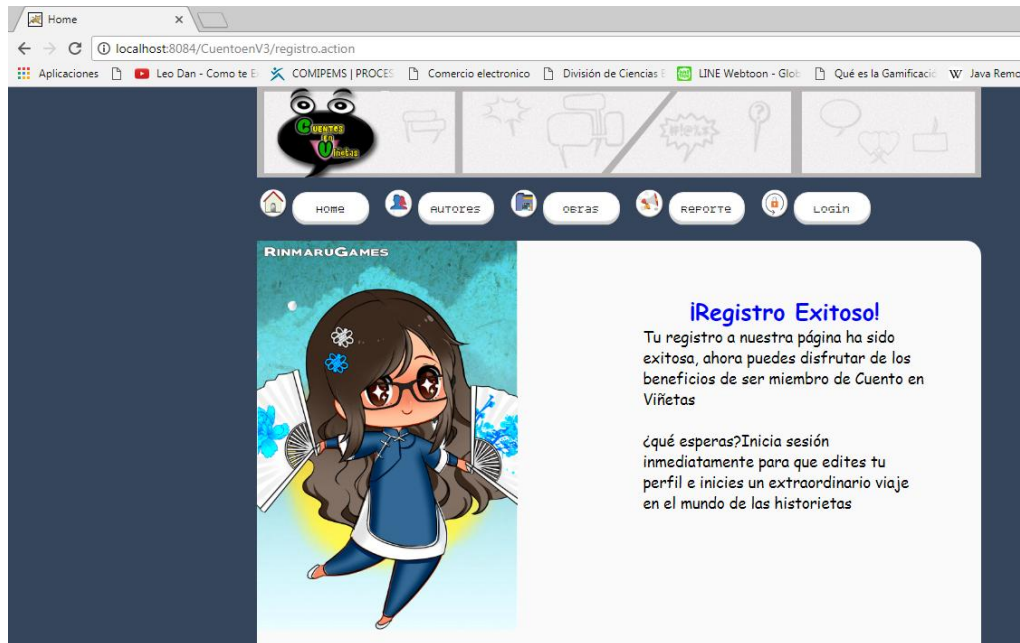 Home
localhost:8084/CuentoenV3/registro.action
Aplicaciones Leo Dan - Como te E COMIPEMS | PROCES Comercio electronico División de Ciencias LINE Webtoon - Glob Qué es la Gamificació W Java Remo
CUENTOS
EN
VIÑETAS
Home AUTORES OBRAS REPORTE LOGIN
RINMARUGAMES
¡Registro Exitoso!
Tu registro a nuestra página ha sido
exitosa, ahora puedes disfrutar de los
beneficios de ser miembro de Cuento en
Viñetas
¿qué esperas?Inicia sesión
inmediatamente para que edites tu
perfil e inicies un extraordinario viaje
en el mundo de las historietas